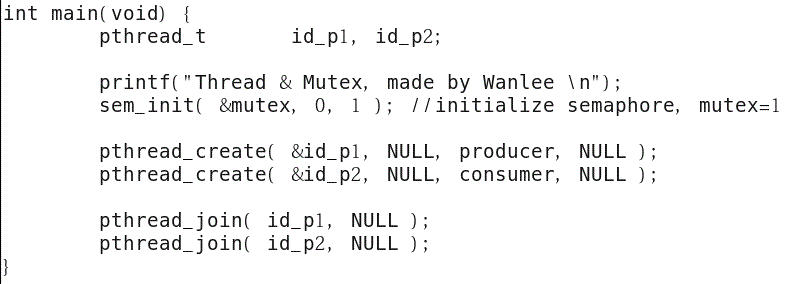 int main(void) {
pthread_t id_p1, id_p2;
printf("Thread & Mutex, made by Wanlee \n");
sem_init( &mutex, 0, 1 ); //initialize semaphore, mutex=1
pthread_create( &id_p1, NULL, producer, NULL );
pthread_create( &id_p2, NULL, consumer, NULL );
pthread_join( id_p1, NULL );
pthread_join( id_p2, NULL );
}